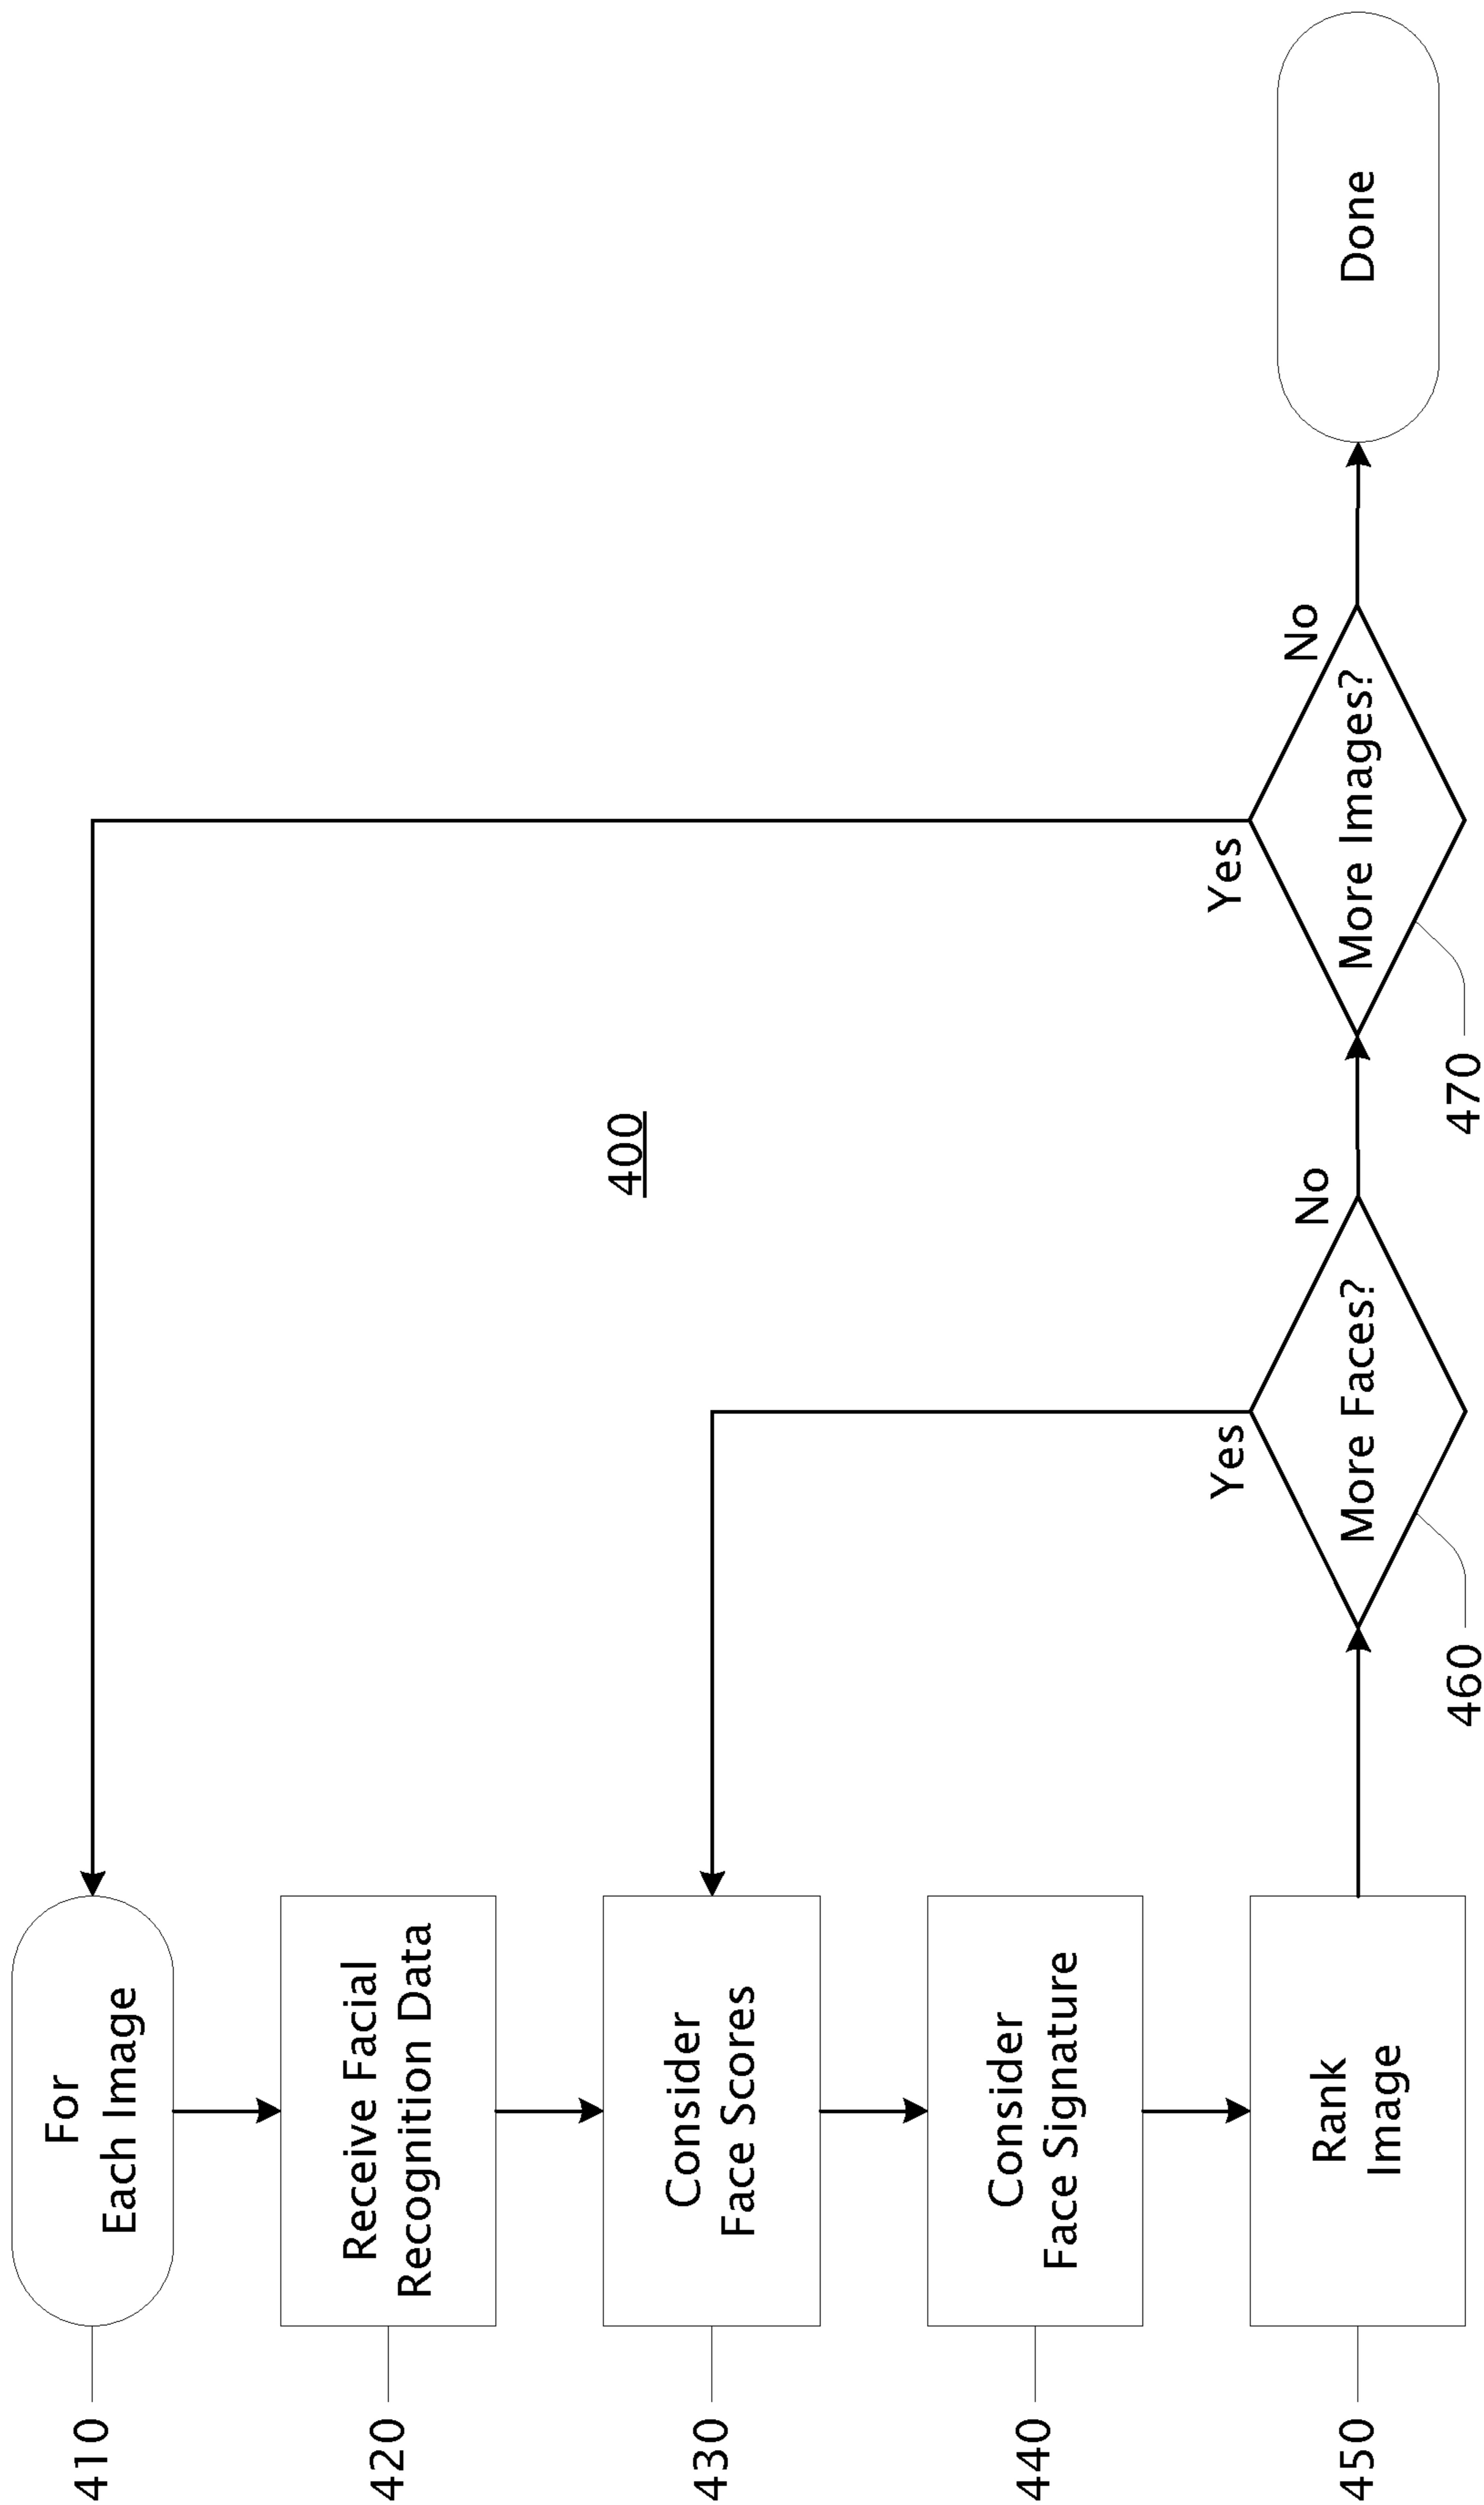 410
For
Each Image
420
Receive Facial
Recognition Data
430
Consider
Face Scores
440
Consider
Face Signature
450
Rank
Image
400
Yes
No
More Faces?
460
Yes
No
More Images?
470
Done